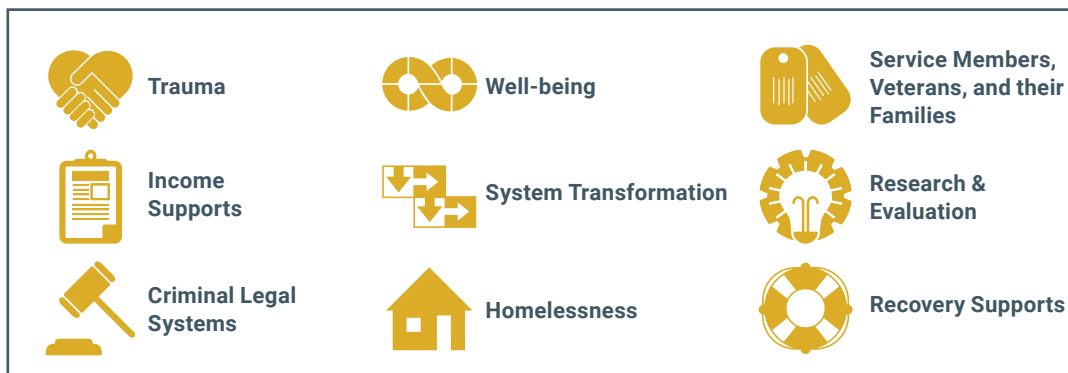 Trauma
Well-being
Service Members,
Veterans, and their
Families
Income
Supports
System Transformation
Research &
Evaluation
Criminal Legal
Systems
Homelessness
Recovery Supports